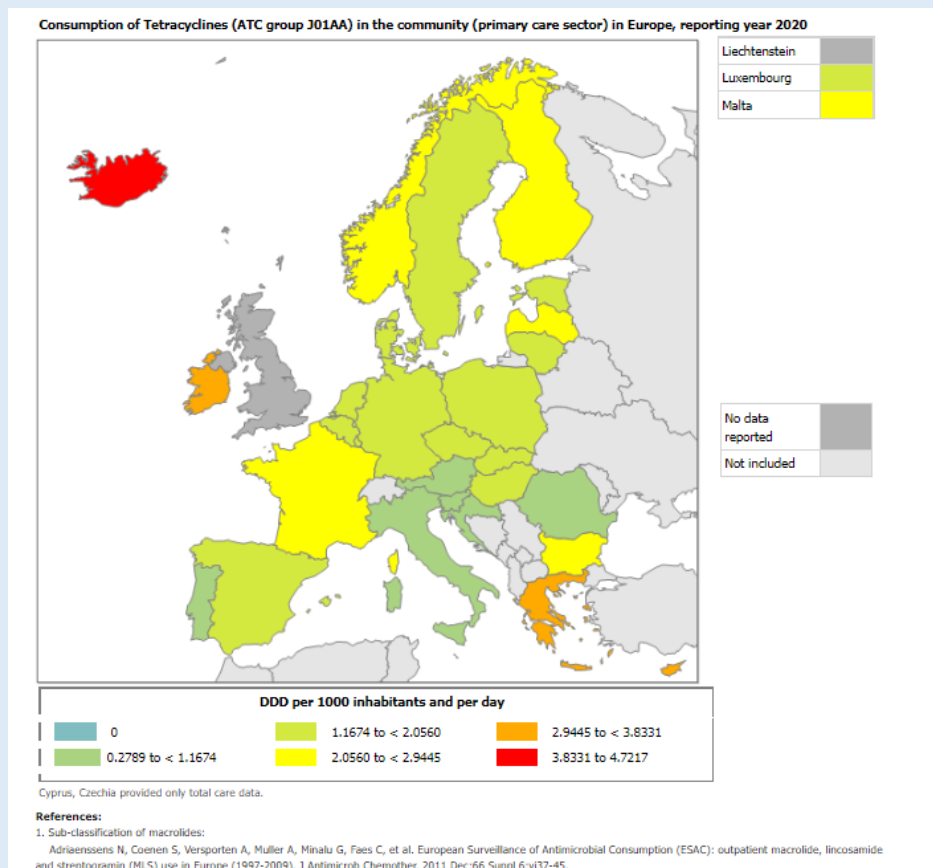 Consumption of Tetracyclines (ATC group J01AA) in the community (primary care sector) in Europe, reporting year 2020
Liechtenstein
Luxembourg
Malta
No data
reported
Not included
DDD per 1000 inhabitants and per day
0
1.1674 to < 2.0560
2.9445 to < 3.8331
0.2789 to < 1.1674
2.0560 to < 2.9445
3.8331 to 4.7217
Cyprus, Czechia provided only total care data.
References:
1. Sub-classification of macrolides:
Adriaenssens N, Coenen S, Versporten A, Muller A, Minalu G, Faes C, et al. European Surveillance of Antimicrobial Consumption (ESAC): outpatient macrolide, lincosamide
and streptogramin (MLS) use in Europe (1997-2009). J Antimicrob Chemother. 2011 Dec;66 Suppl 6:vi37-45.